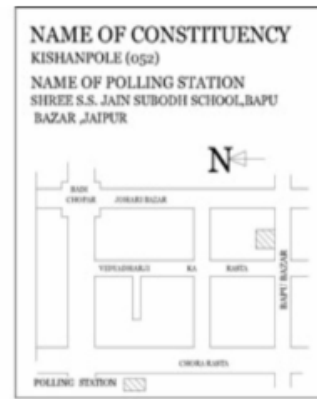 NAME OF CONSTITUENCY
KISHANPOLE (052)
NAME OF POLLING STATION
SHREE S.S. JAIN SUBODH SCHOOL,BAPU
BAZAR ,JAIPUR
N
BADI
CHOPAR
JOHARI BAZAR
VIDYADHARJI KA RASTA
BAPU BAZAR
CHORA RASTA
POLLING STATION